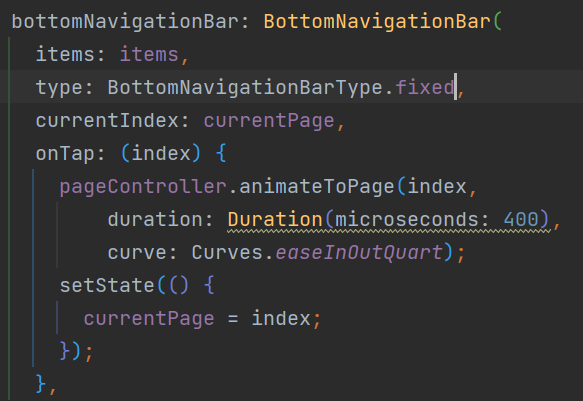 bottomNavigationBar: BottomNavigationBar(
items: items,
type: BottomNavigationBarType.fixed,
currentIndex: currentPage,
onTap: (index) {
pageController.animateToPage(index,
duration: Duration(microseconds: 400),
curve: Curves.easeInOutQuart);
setState(() {
currentPage = index;
});
},